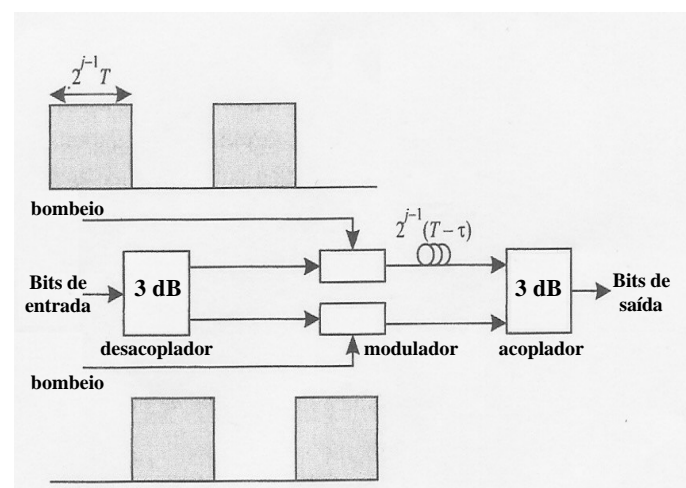 2^{j–1} T
bombeio
2^{j–1}(T–τ)
Bits de
entrada
3 dB
3 dB
Bits de
saída
desacoplador
modulador
acoplador
bombeio